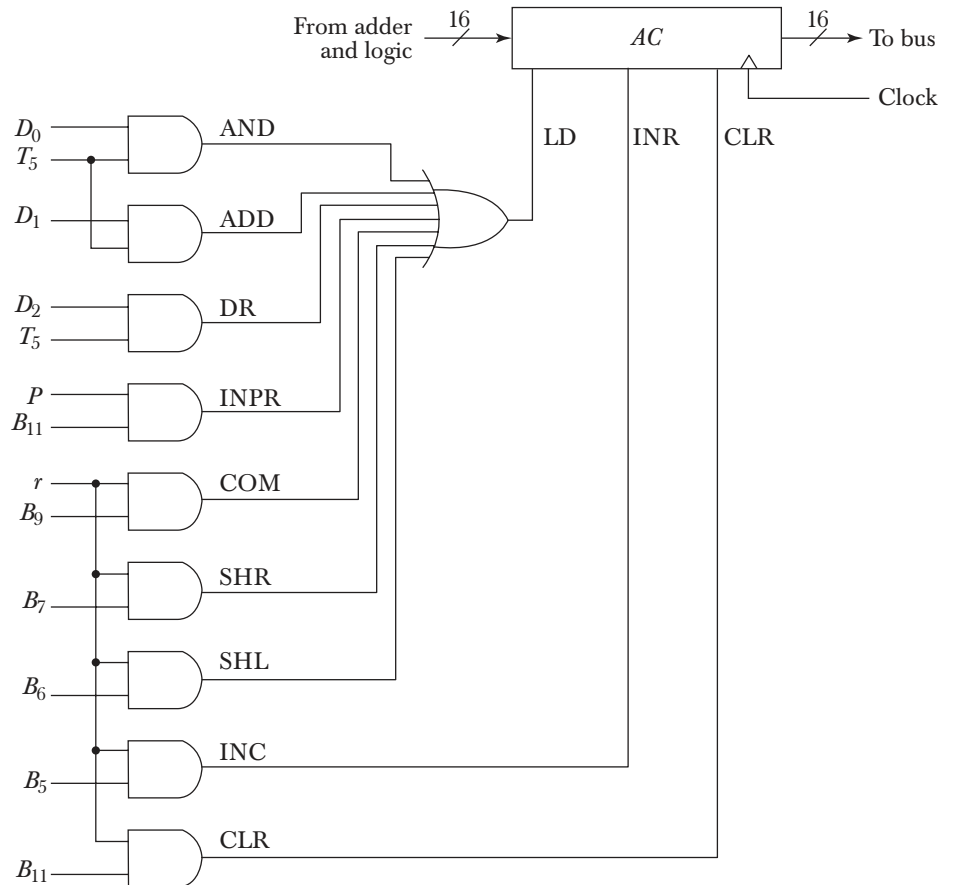 From adder
and logic
16
AC
16
To bus
Clock
LD
INR
CLR
D0
T5
AND
D1
ADD
D2
T5
DR
P
B11
INPR
r
B9
COM
B7
SHR
B6
SHL
B5
INC
B11
CLR